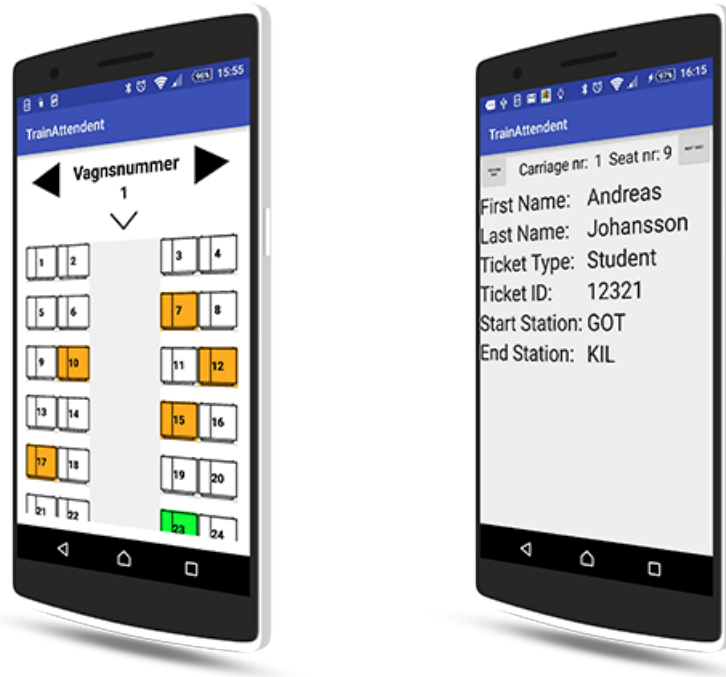 96% 15:55
TrainAttendent
Vagnsnummer
1
1 2 3 4
5 6 7 8
9 10 11 12
13 14 15 16
17 18 19 20
21 22 23 24
97% 16:15
TrainAttendent
Carriage nr: 1 Seat nr: 9
First Name: Andreas
Last Name: Johansson
Ticket Type: Student
Ticket ID: 12321
Start Station: GOT
End Station: KIL